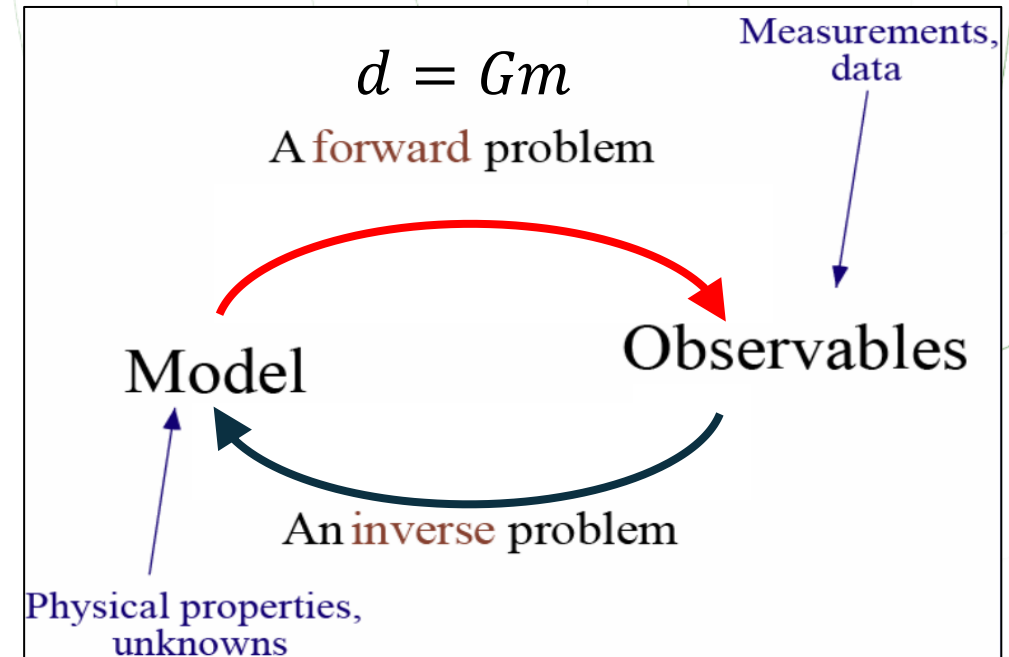 Measurements,
data
d = Gm
A forward problem
Observables
Model
An inverse problem
Physical properties,
unknowns